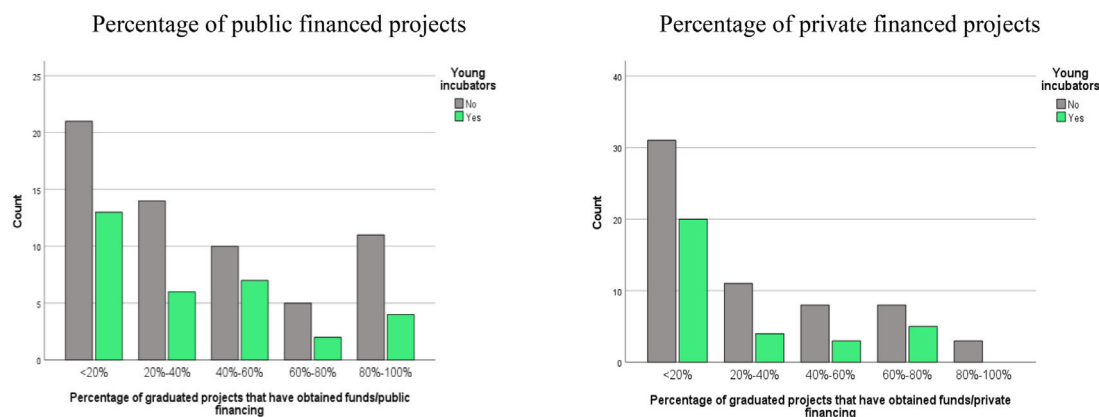 Percentage of public financed projects
Young
incubators
No
Yes
Count
25
20
15
10
5
0
<20%
20%-40%
40%-60%
60%-80%
80%-100%
Percentage of graduated projects that have obtained funds/public
financing
Percentage of private financed projects
Young
incubators
No
Yes
Count
40
30
20
10
0
<20%
20%-40%
40%-60%
60%-80%
80%-100%
Percentage of graduated projects that have obtained funds/private
financing